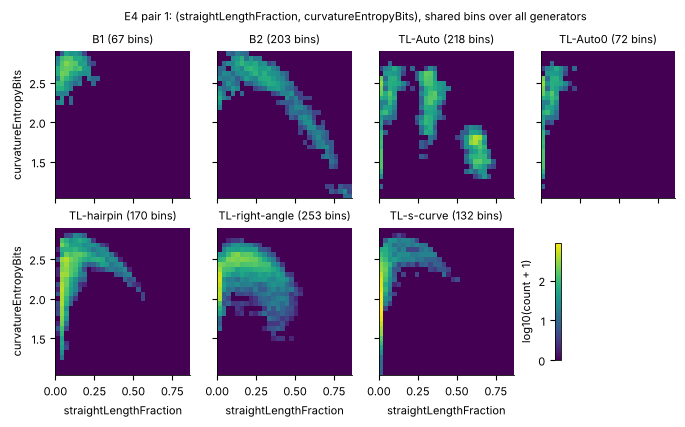 E4 pair 1: (straightLengthFraction, curvatureEntropyBits), shared bins over all generators
B1 (67 bins)
B2 (203 bins)
TL-Auto (218 bins)
TL-Auto0 (72 bins)
curvatureEntropyBits
2.5
2.0
1.5
TL-hairpin (170 bins)
TL-right-angle (253 bins)
TL-s-curve (132 bins)
curvatureEntropyBits
2.5
2.0
1.5
0.00 0.25 0.50 0.75
0.00 0.25 0.50 0.75
0.00 0.25 0.50 0.75
straightLengthFraction
straightLengthFraction
straightLengthFraction
log10(count + 1)
2
1
0